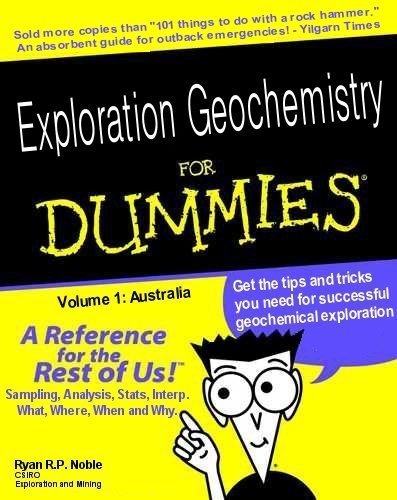 Sold more copies than "101 things to do with a rock hammer."
An absorbent guide for outback emergencies! - Yilgarn Times
Exploration Geochemistry
FOR
DUMMIES®
Volume 1: Australia
Get the tips and tricks
you need for successful
geochemical exploration
A Reference
for the
Rest of Us!™
Sampling, Analysis, Stats, Interp.
What, Where, When and Why.
Ryan R.P. Noble
CSIRO
Exploration and Mining